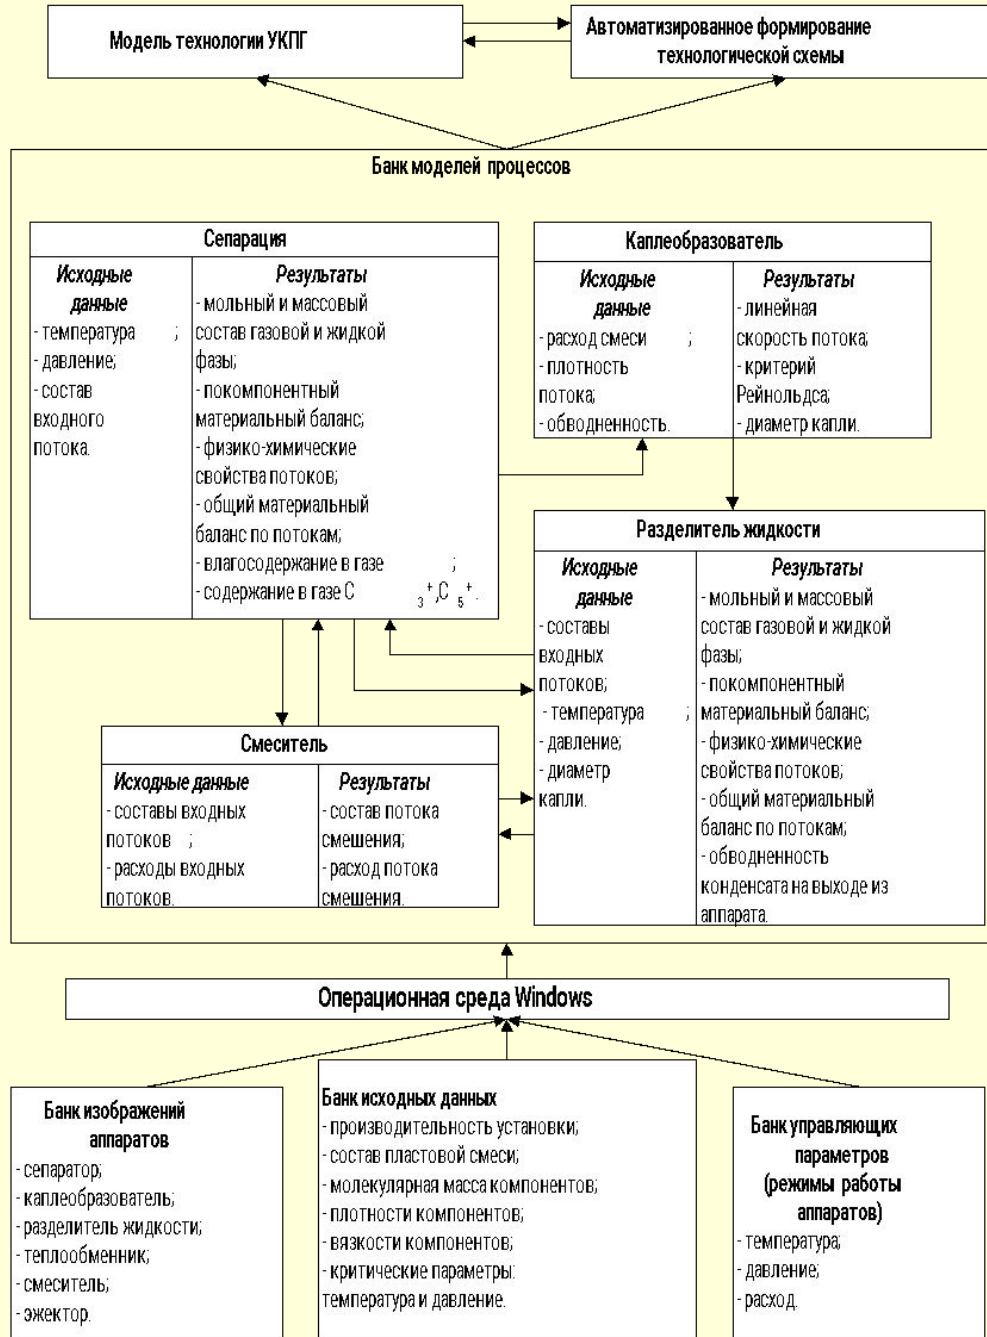 Модель технологии УКПГ
Автоматизированное формирование
технологической схемы
Банк моделей процессов
Сепарация
Исходные
данные
- температура ;
- давление;
- состав
входного
потока.
Результаты
- мольный и массовый
состав газовой и жидкой
фазы;
- покомпонентный
материальный баланс;
- физико-химические
свойства потоков;
- общий материальный
баланс по потокам;
- влагосодержание в газе ;
- содержание в газе С 3+,С 5+.
Каплеобразователь
Исходные
данные
- расход смеси ;
- плотность
потока;
- обводненность.
Результаты
- линейная
скорость потока;
- критерий
Рейнольдса;
- диаметр капли.
Разделитель жидкости
Исходные
данные
- составы
входных
потоков;
- температура ;
- давление;
- диаметр
капли.
Результаты
- мольный и массовый
состав газовой и жидкой
фазы;
- покомпонентный
материальный баланс;
- физико-химические
свойства потоков;
- общий материальный
баланс по потокам;
- обводненность
конденсата на выходе из
аппарата.
Смеситель
Исходные данные
- составы входных
потоков ;
- расходы входных
потоков.
Результаты
- состав потока
смешения;
- расход потока
смешения.
Операционная среда Windows
Банк изображений
аппаратов
- сепаратор;
- каплеобразователь;
- разделитель жидкости;
- теплообменник;
- смеситель;
- эжектор.
Банк исходных данных
- производительность установки;
- состав пластовой смеси;
- молекулярная масса компонентов;
- плотности компонентов;
- вязкости компонентов;
- критические параметры:
температура и давление.
Банк управляющих
параметров
(режимы работы
аппаратов)
- температура;
- давление;
- расход.